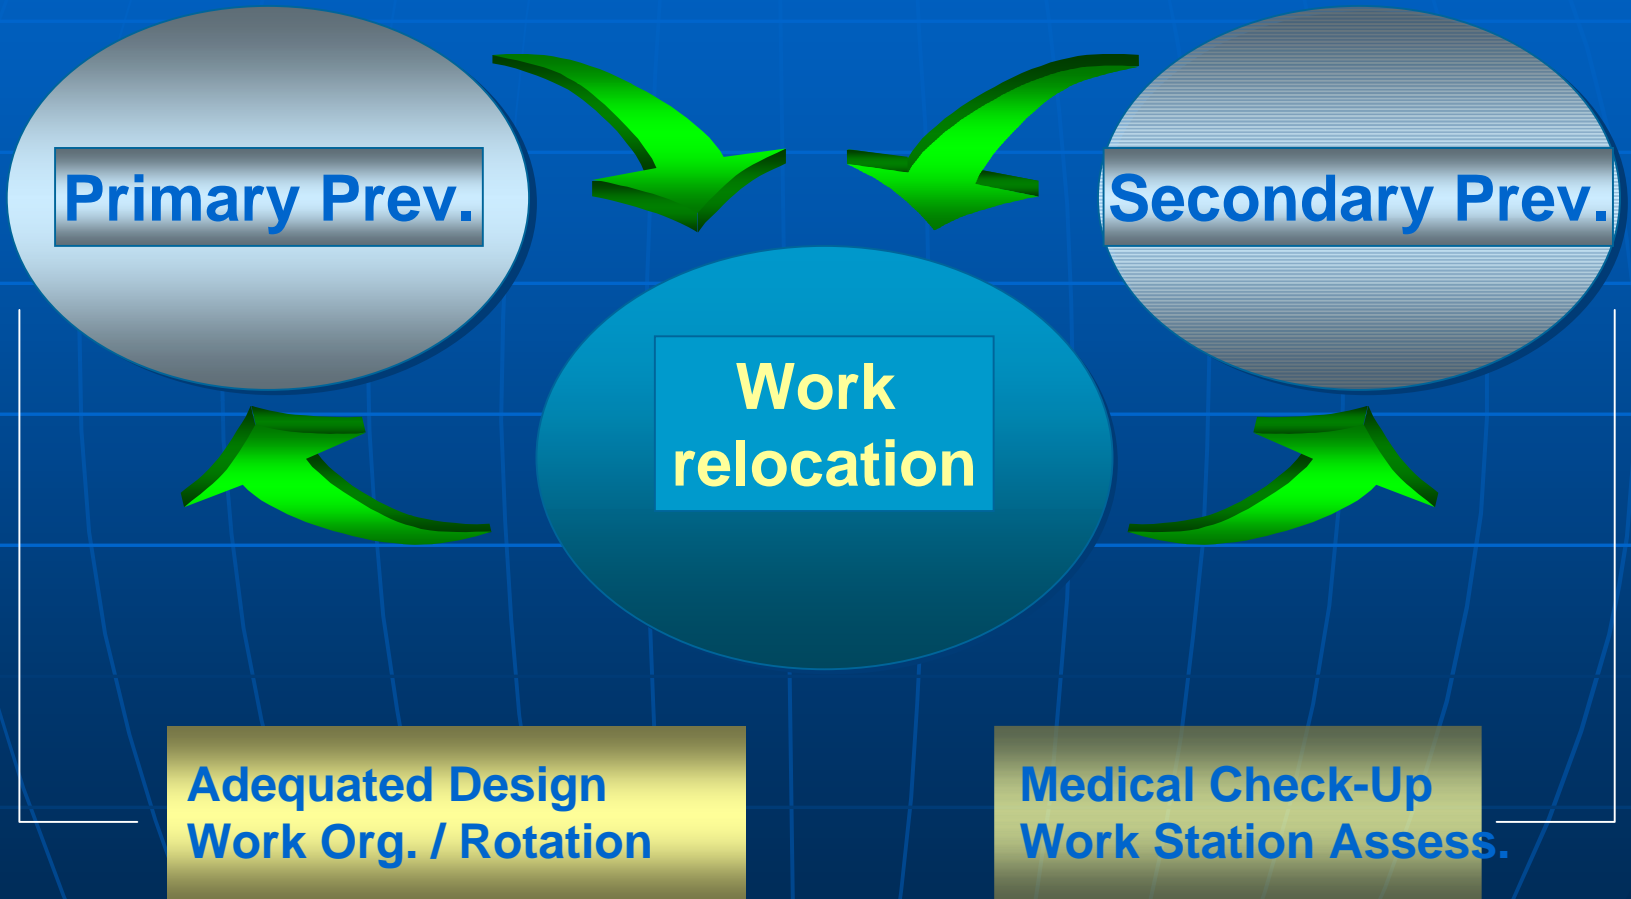 Primary Prev.
Secondary Prev.
Work
relocation
Adequated Design
Work Org. / Rotation
Medical Check-Up
Work Station Assess.